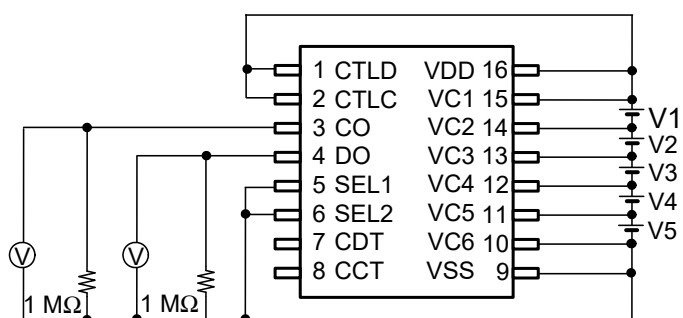 1 CTLD VDD 16
2 CTLC VC1 15
3 CO VC2 14
4 DO VC3 13
5 SEL1 VC4 12
6 SEL2 VC5 11
7 CDT VC6 10
8 CCT VSS 9
V1
V2
V3
V4
V5
V V
1 MΩ 1 MΩ